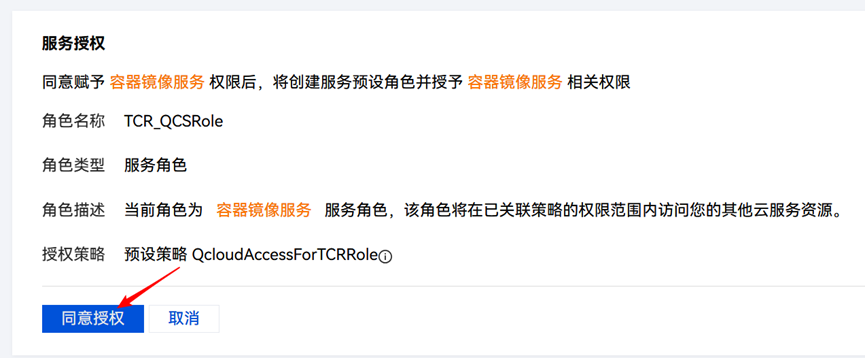 服务授权
同意赋予 容器镜像服务 权限后，将创建服务预设角色并授予 容器镜像服务 相关权限
角色名称 TCR_QCSRole
角色类型 服务角色
角色描述 当前角色为 容器镜像服务 服务角色，该角色将在已关联策略的权限范围内访问您的其他云服务资源。
授权策略 预设策略 QcloudAccessForTCRRole
同意授权 取消